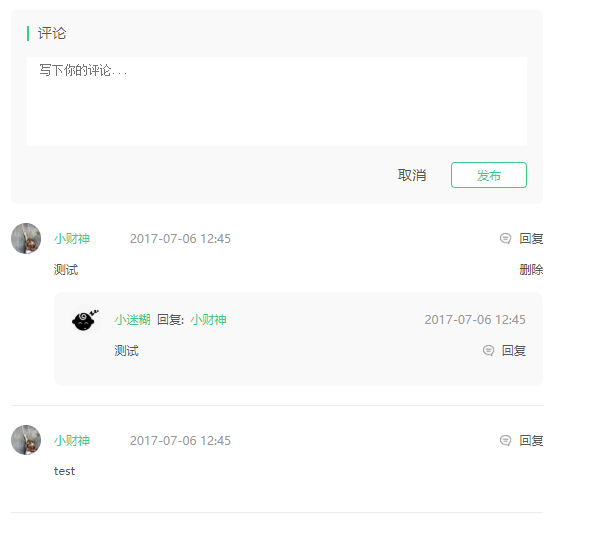 评论
写下你的评论...
取消 发布
小财神 2017-07-06 12:45 回复
测试 删除
小迷糊 回复: 小财神 2017-07-06 12:45
测试 回复
小财神 2017-07-06 12:45 回复
test